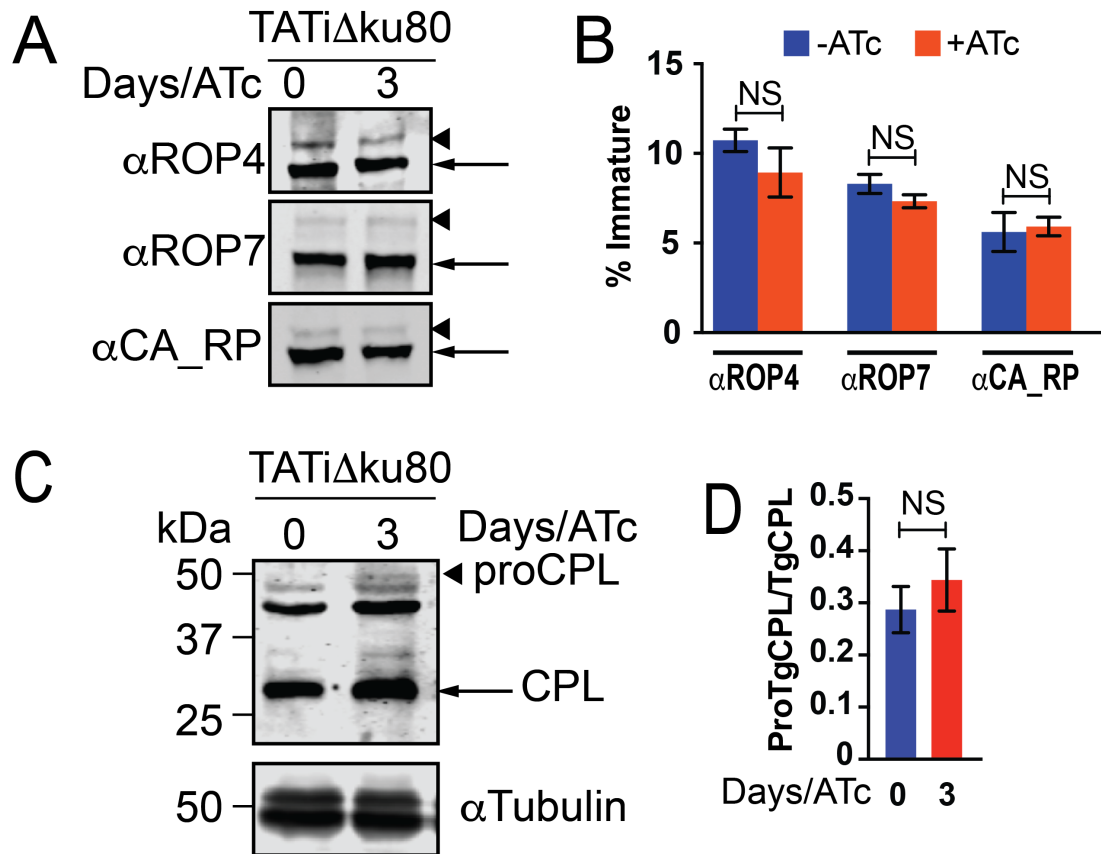 A
TATiΔku80
Days/ATc 0 3
αROP4
αROP7
αCA_RP
B
-ATc +ATc
15
10
5
0
% Immature
NS NS NS
αROP4 αROP7 αCA_RP
C
TATiΔku80
kDa 0 3 Days/ATc
50 proCPL
37
CPL
25
50 αTubulin
D
0.5
0.4
0.3
0.2
0.1
0
ProTgCPL/TgCPL
NS
Days/ATc 0 3